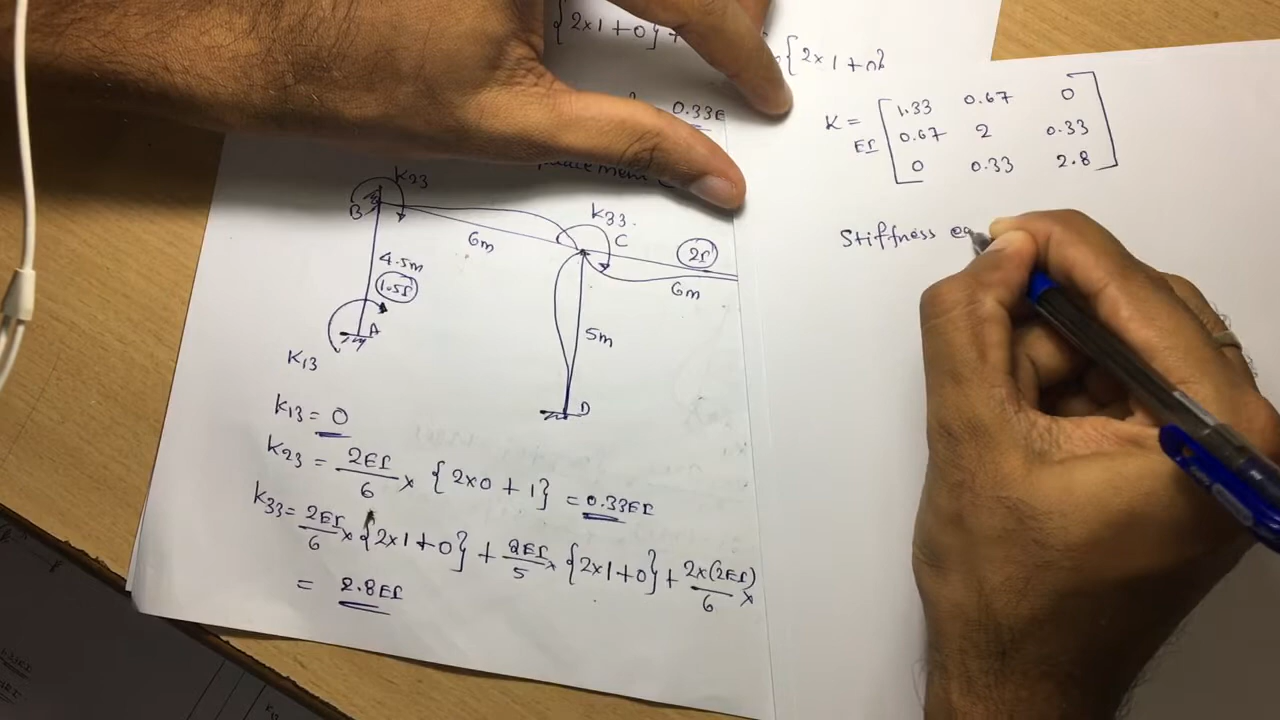 {2×1+0}+
{2×1+0}
0.33E
K =
EI
1.33 0.67 0
0.67 2 0.33
0 0.33 2.8
Stiffness eq
K23
B
6m
K33.
C
2I
6m
4.5m
1.5I
A
K13
5m
D
K13 = 0
K23 = 2EI/6 × {2×0 + 1} = 0.33EI
K33 = 2EI/6 × {2×1+0} + 2EI/5 × {2×1+0} + 2×(2EI)/6 ×
= 2.8EI